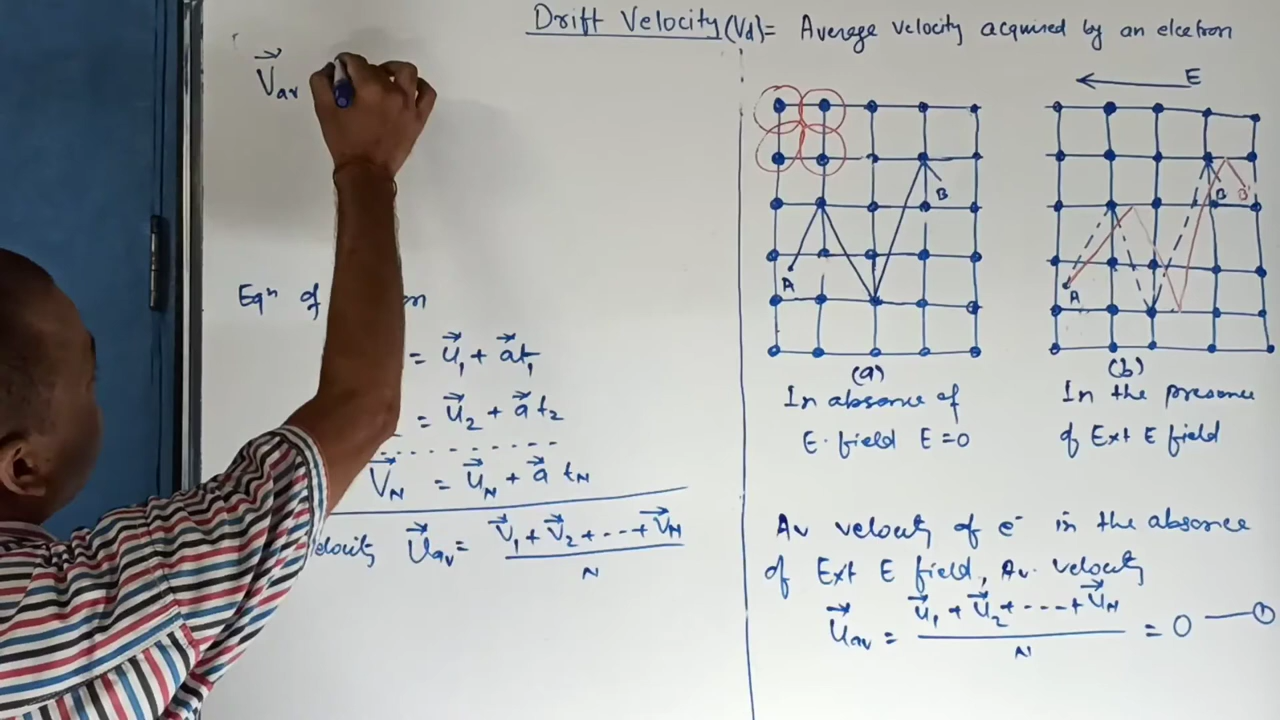 Drift Velocity (Vd) = Average velocity acquired by an elcetron
V⃗av
E
A
B
A
B
B'
(a)
In absence of
E. field E=0
(b)
In the presence
of Ext E field
Eqⁿ of
= u⃗₁ + a⃗t₁
= u⃗₂ + a⃗ t₂
- - - - - - - - - -
V⃗N = u⃗N + a⃗ tN
elocity U⃗av = V⃗₁ + V⃗₂ + - - - + V⃗N / N
Av velocity of e⁻ in the absence
of Ext E field, Av. velocity
u⃗av = u⃗₁ + u⃗₂ + - - - - + u⃗N / N = 0 — ①